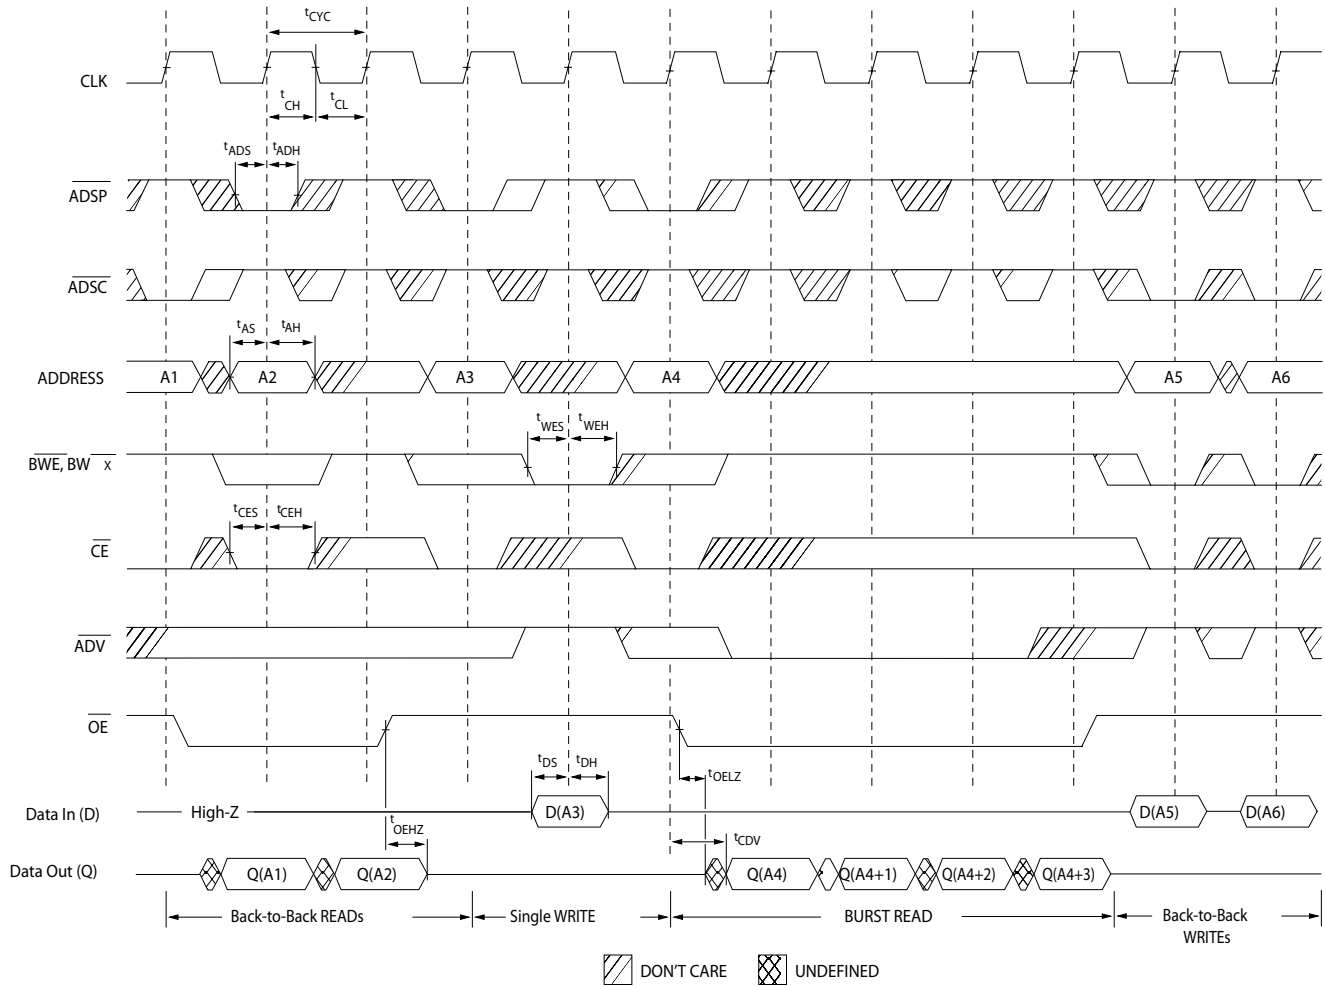 tCYC
CLK
tCH
tCL
tADS
tADH
ADSP
ADSC
tAS
tAH
ADDRESS
A1
A2
A3
A4
A5
A6
tWES
tWEH
BWE, BW X
tCES
tCEH
CE
ADV
OE
tDS
tDH
tOELZ
Data In (D)
High-Z
D(A3)
D(A5)
D(A6)
tOEHZ
tCDV
Data Out (Q)
Q(A1)
Q(A2)
Q(A4)
Q(A4+1)
Q(A4+2)
Q(A4+3)
Back-to-Back READs
Single WRITE
BURST READ
Back-to-Back
WRITEs
DON'T CARE
UNDEFINED